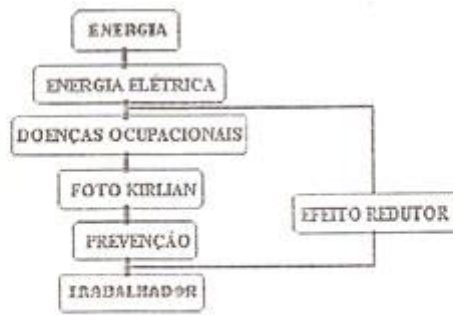 ENERGIA
ENERGIA ELÉTRICA
DOENÇAS OCUPACIONAIS
FOTO KIRLIAN
EFEITO REDUTOR
PREVENÇÃO
TRABALHADOR